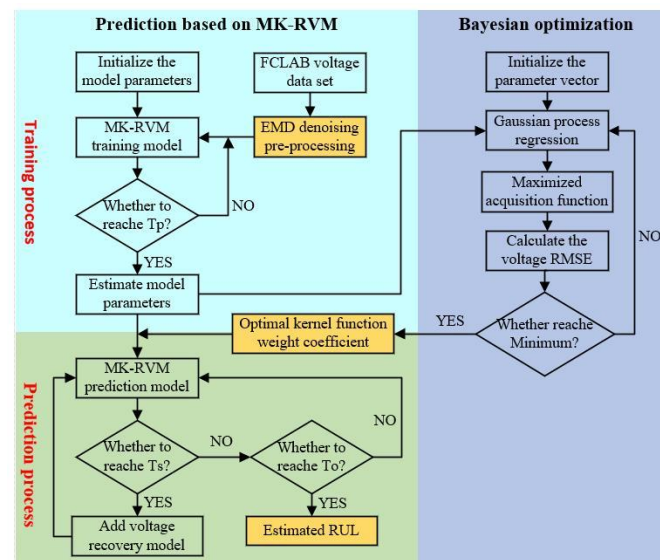 Prediction based on MK-RVM
Bayesian optimization
Training process
Initialize the
model parameters
FCLAB voltage
data set
MK-RVM
training model
EMD denoising
pre-processing
Whether to
reache Tp?
NO
YES
Estimate model
parameters
Initialize the
parameter vector
Gaussian process
regression
Maximized
acquisition function
NO
Calculate the
voltage RMSE
Whether reache
Minimum?
YES
Optimal kernel function
weight coefficient
Prediction process
MK-RVM
prediction model
Whether to
reache Ts?
NO
Whether to
reache To?
NO
YES
YES
Add voltage
recovery model
Estimated RUL